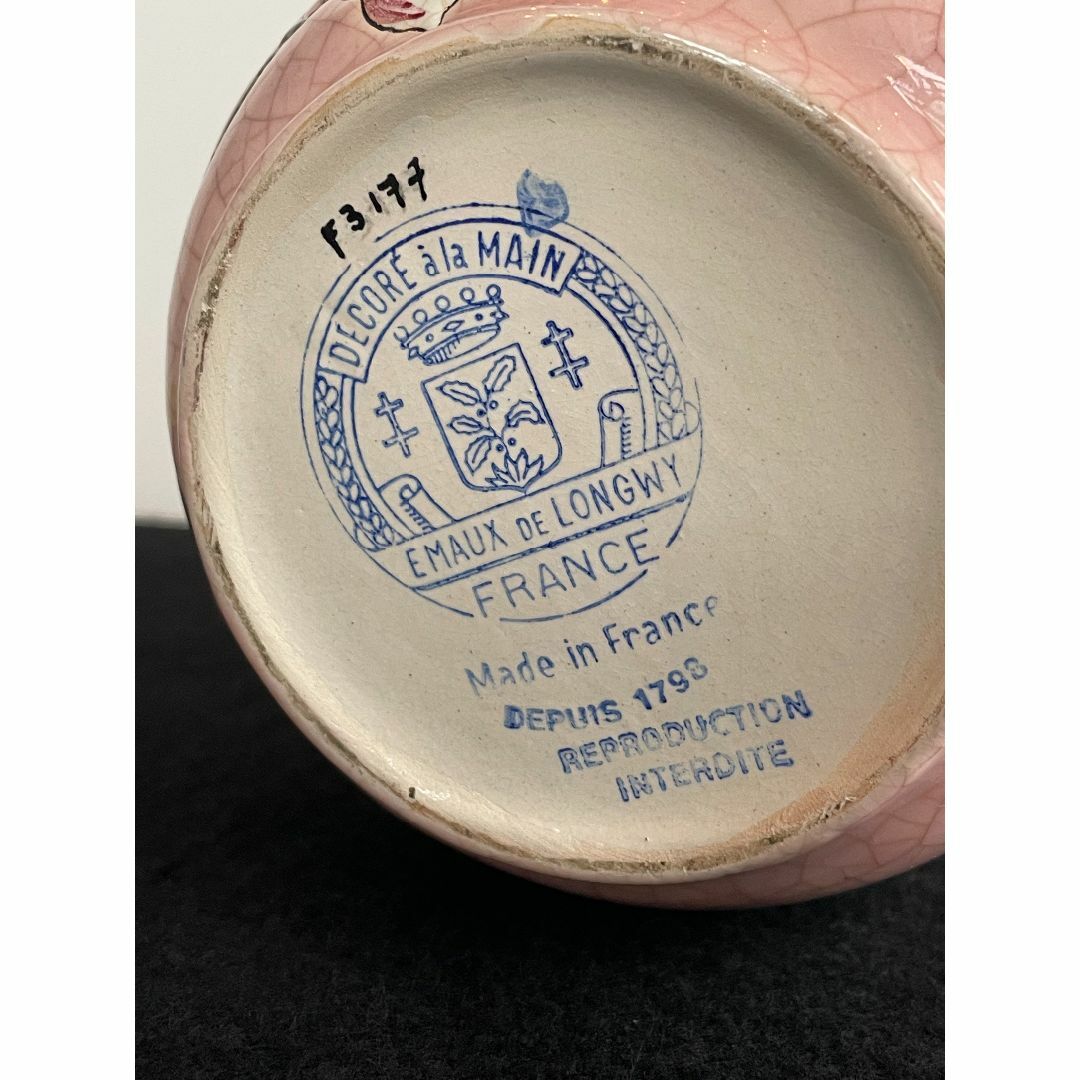 F3177
DECORÉ à la MAIN
EMAUX DE LONGWY
FRANCE
Made in France
DEPUIS 1798
REPRODUCTION
INTERDITE